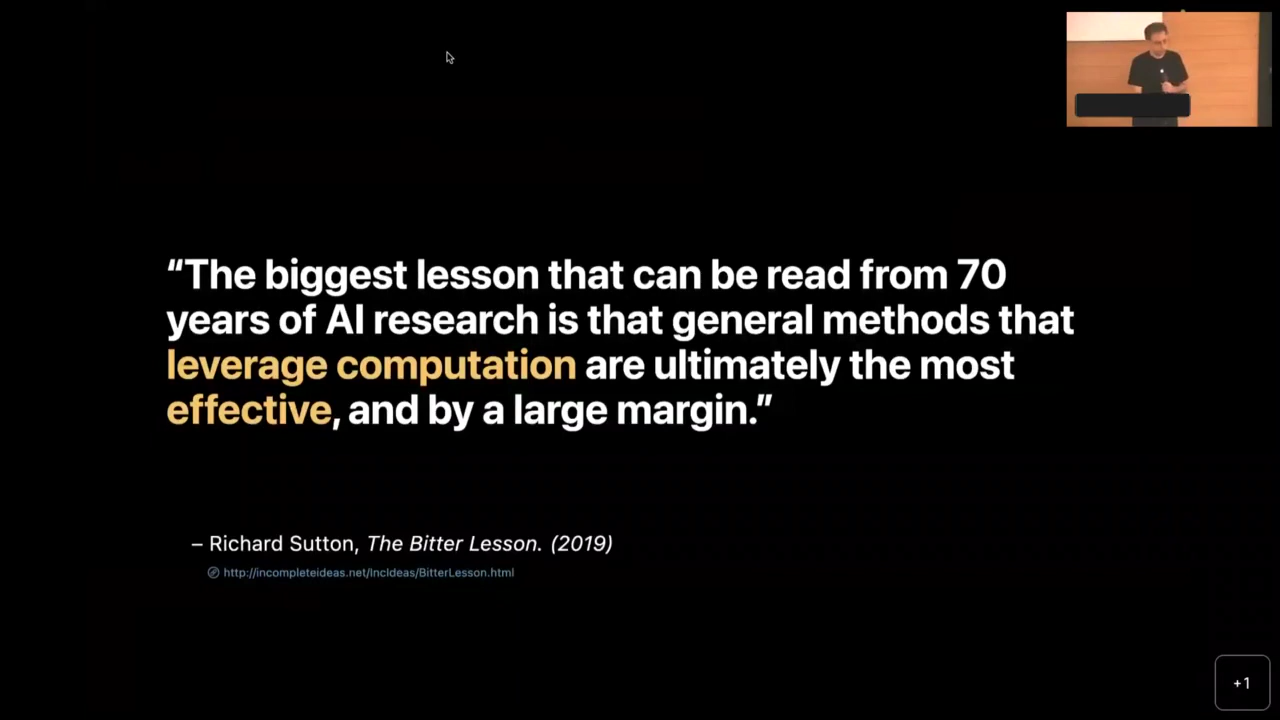 “The biggest lesson that can be read from 70
years of AI research is that general methods that
leverage computation are ultimately the most
effective, and by a large margin.”
– Richard Sutton, The Bitter Lesson. (2019)
http://incompleteideas.net/IncIdeas/BitterLesson.html
+1